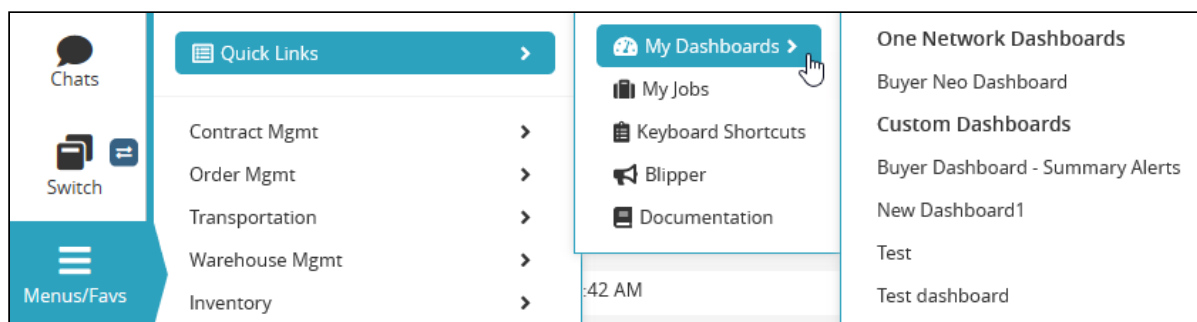 Chats
Switch
Menus/Favs
Quick Links
Contract Mgmt
Order Mgmt
Transportation
Warehouse Mgmt
Inventory
My Dashboards
My Jobs
Keyboard Shortcuts
Blipper
Documentation
:42 AM
One Network Dashboards
Buyer Neo Dashboard
Custom Dashboards
Buyer Dashboard - Summary Alerts
New Dashboard1
Test
Test dashboard